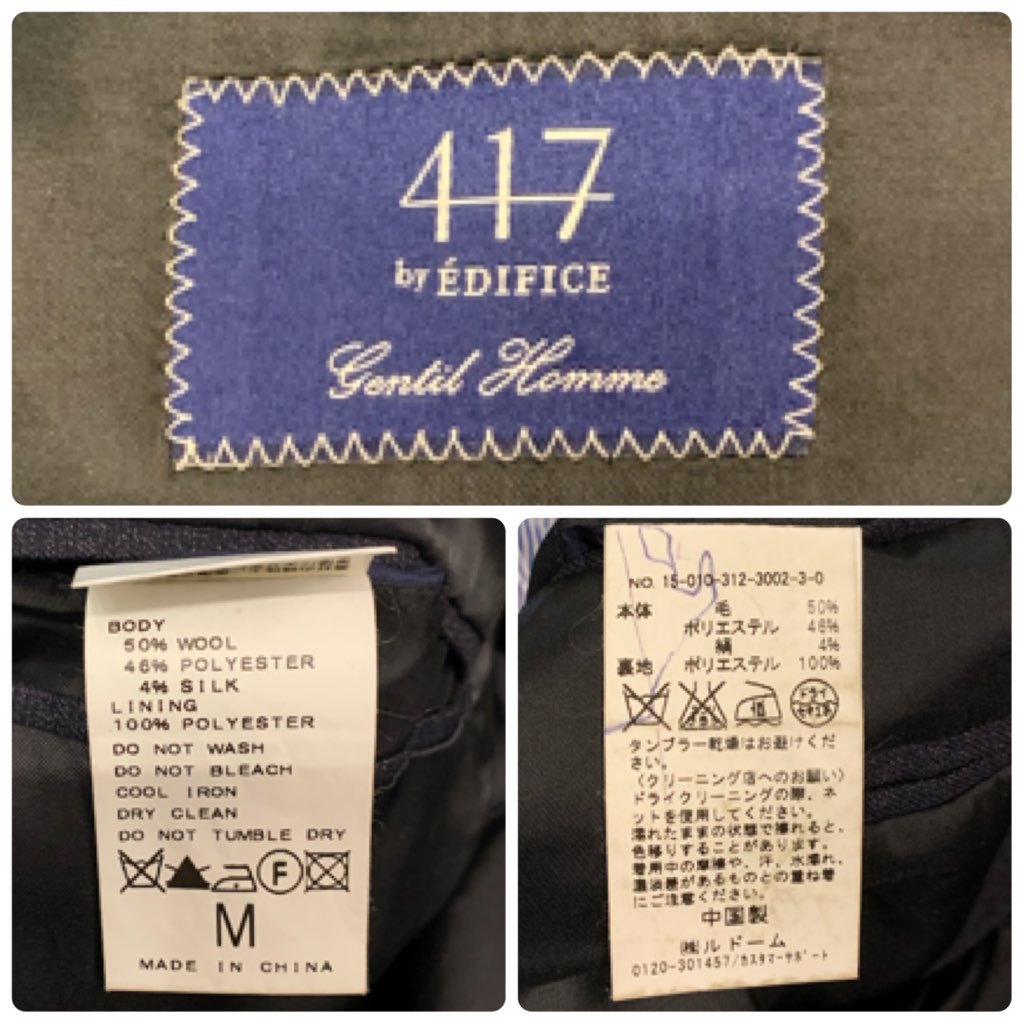 417
by ÉDIFICE
Gentil Homme
BODY
50% WOOL
46% POLYESTER
4% SILK
LINING
100% POLYESTER
DO NOT WASH
DO NOT BLEACH
COOL IRON
DRY CLEAN
DO NOT TUMBLE DRY
F
M
MADE IN CHINA
NO. 15-010-312-3002-3-0
本体 毛 50%
ポリエステル 46%
絹 4%
裏地 ポリエステル 100%
ドライ
タンブラー乾燥はお避けくだ
さい。
〈クリーニング店へのお願い〉
ドライクリーニングの際、ネ
ットを使用してください。
濡れたままの状態で擦れると、
色移りすることがあります。
着用中の摩擦や、汗、水濡れ、
濃淡差があるものとの重ね着
にご注意ください。
中国製
㈱ルドーム
0120-301457/カスタマーサポート